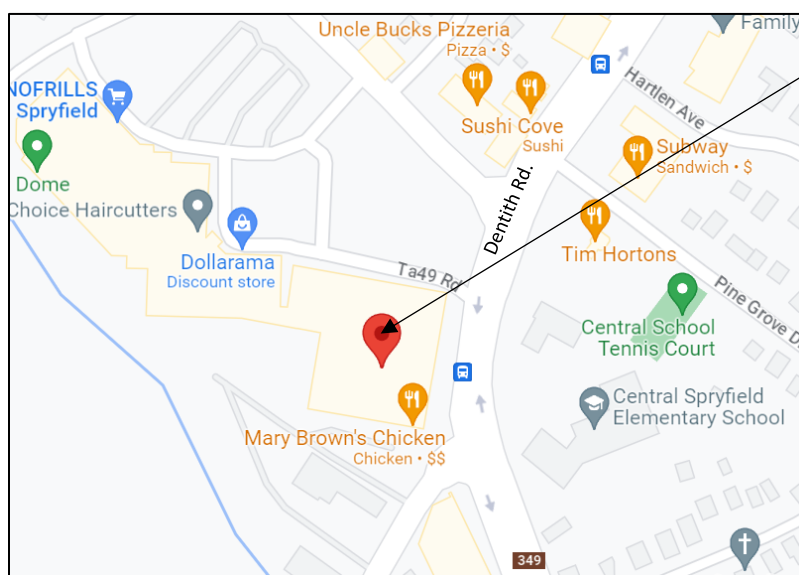 Family
Uncle Bucks Pizzeria
Pizza • $
Hartlen Ave
NOFRILLS
Spryfield
Sushi Cove
Sushi
Subway
Sandwich • $
Dome
Choice Haircutters
Dentith Rd.
Tim Hortons
Dollarama
Discount store
Ta49 Rd
Pine Grove D
Central School
Tennis Court
Central Spryfield
Elementary School
Mary Brown's Chicken
Chicken • $$
349